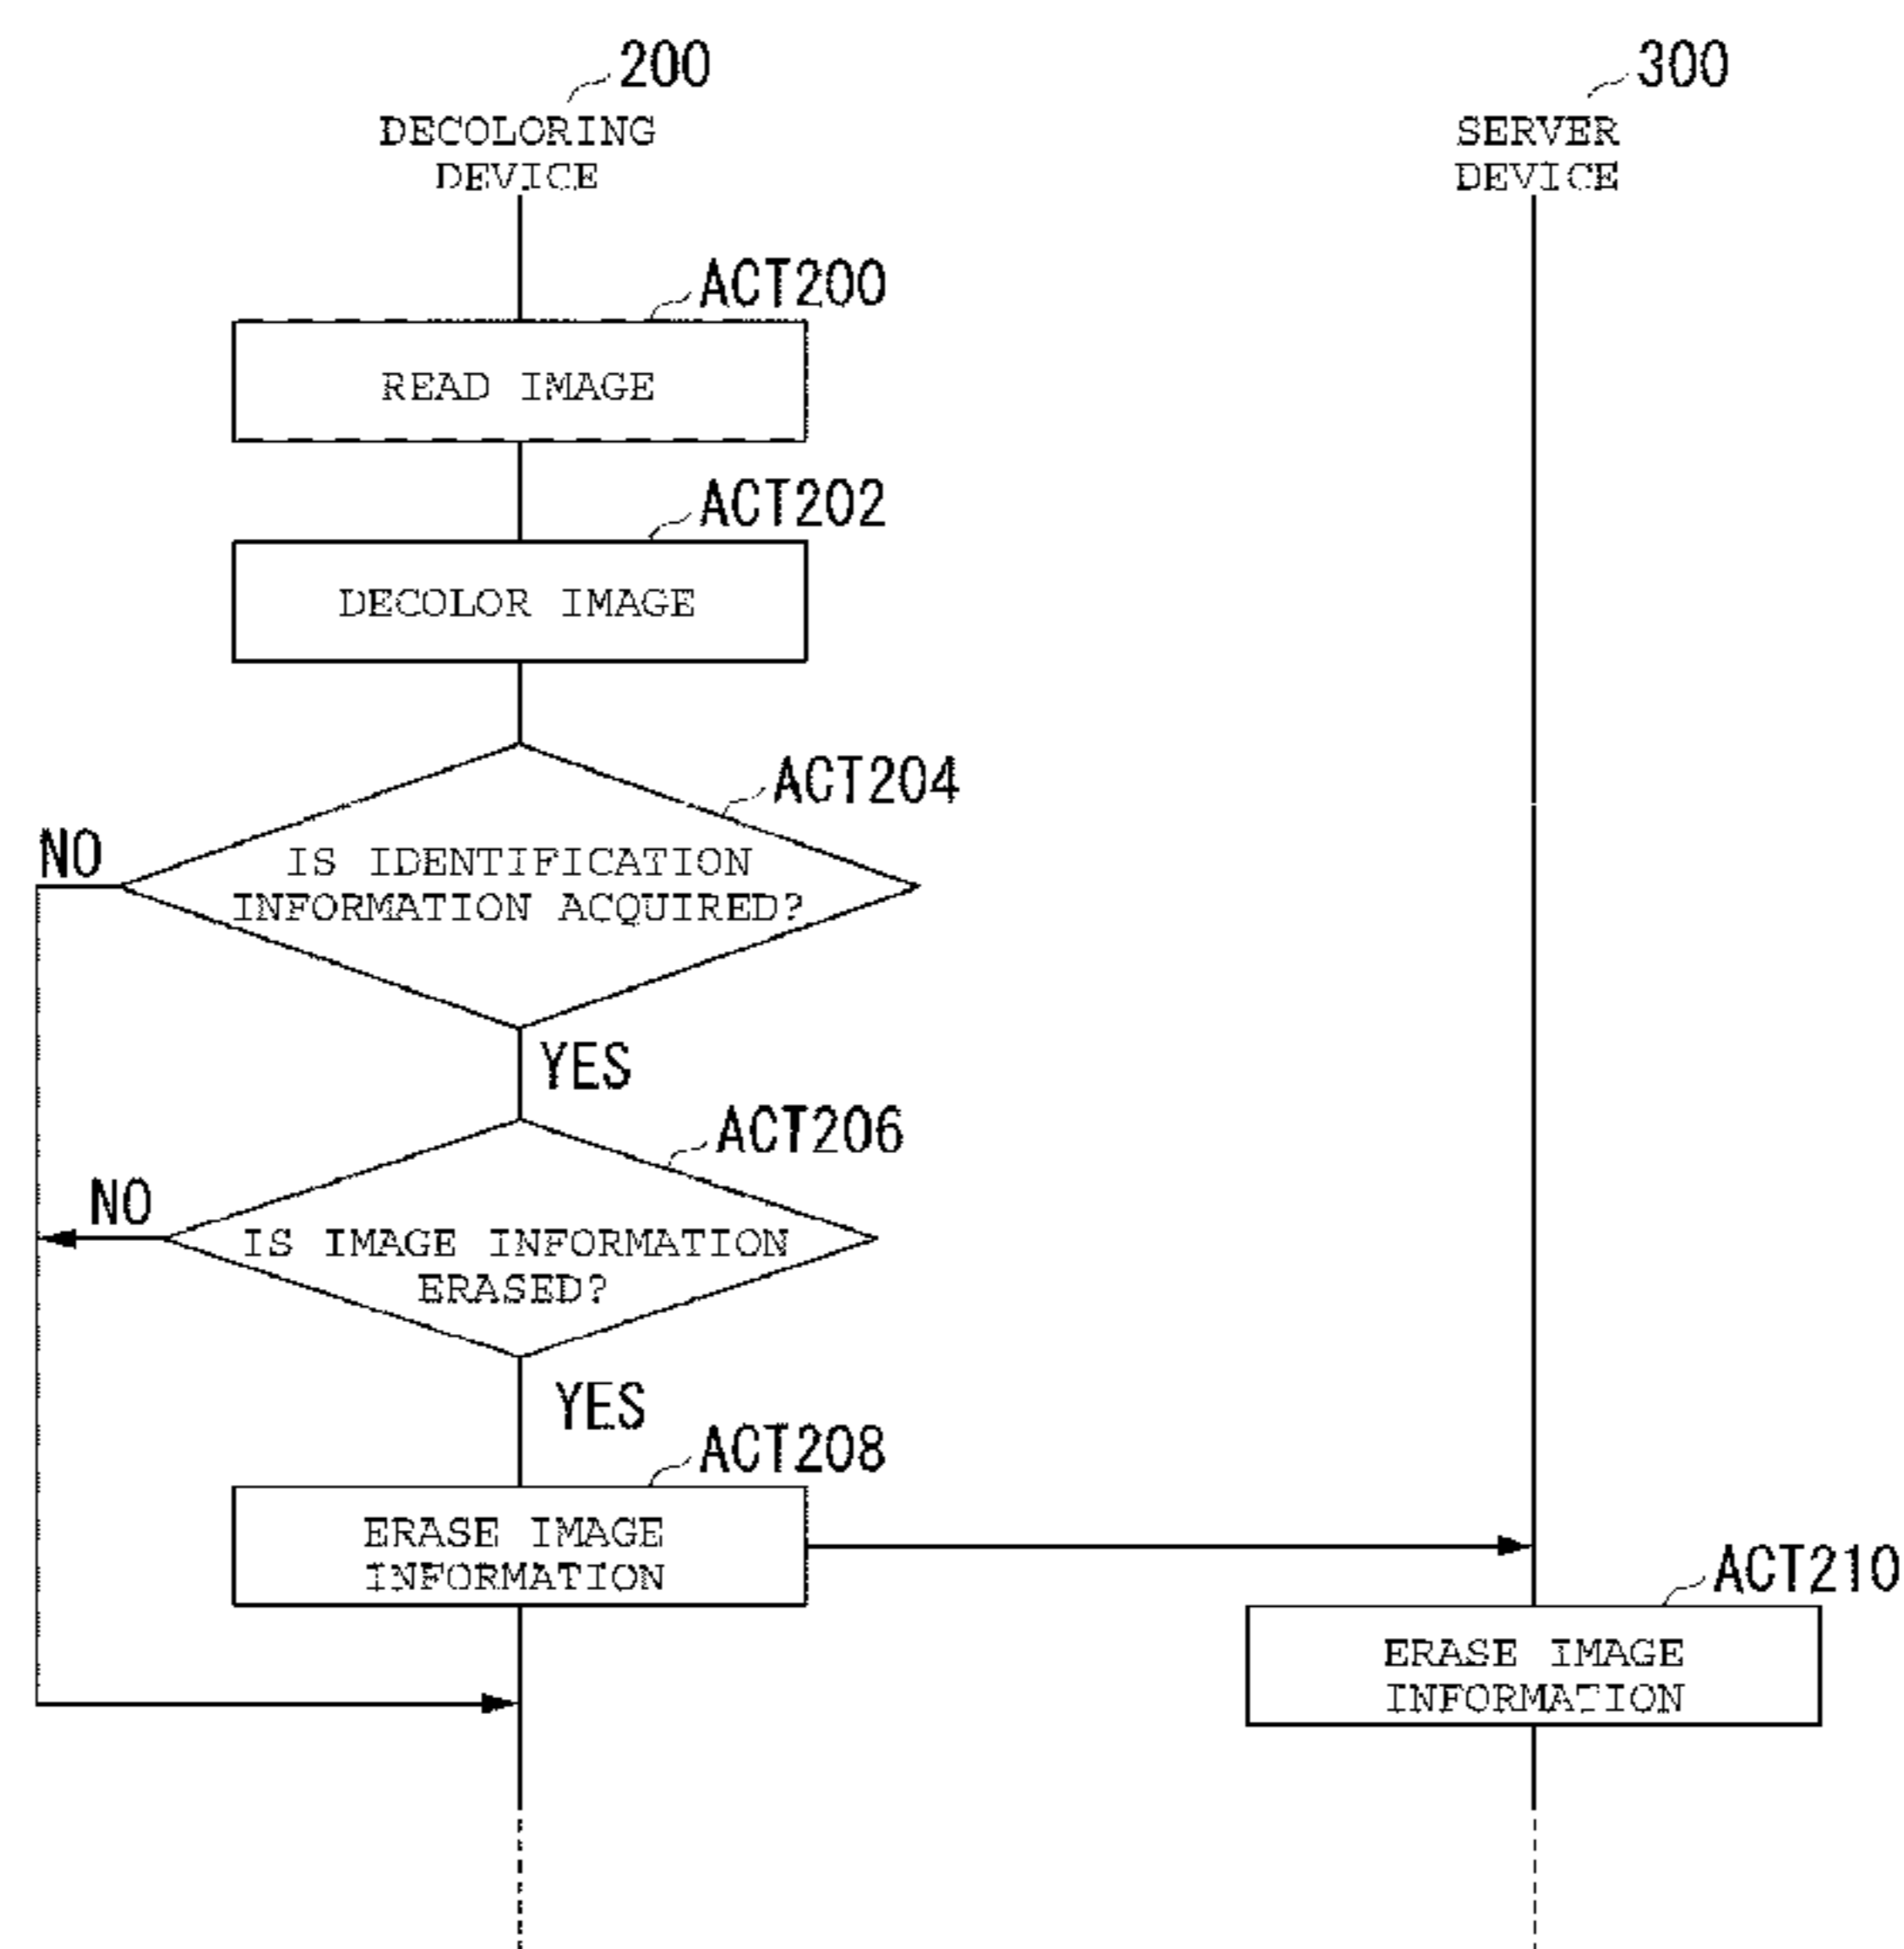 200
DECOLORING
DEVICE
300
SERVER
DEVICE
ACT200
READ IMAGE
ACT202
DECOLOR IMAGE
ACT204
NO
IS IDENTIFICATION
INFORMATION ACQUIRED?
YES
ACT206
NO
IS IMAGE INFORMATION
ERASED?
YES
ACT208
ERASE IMAGE
INFORMATION
ACT210
ERASE IMAGE
INFORMATION